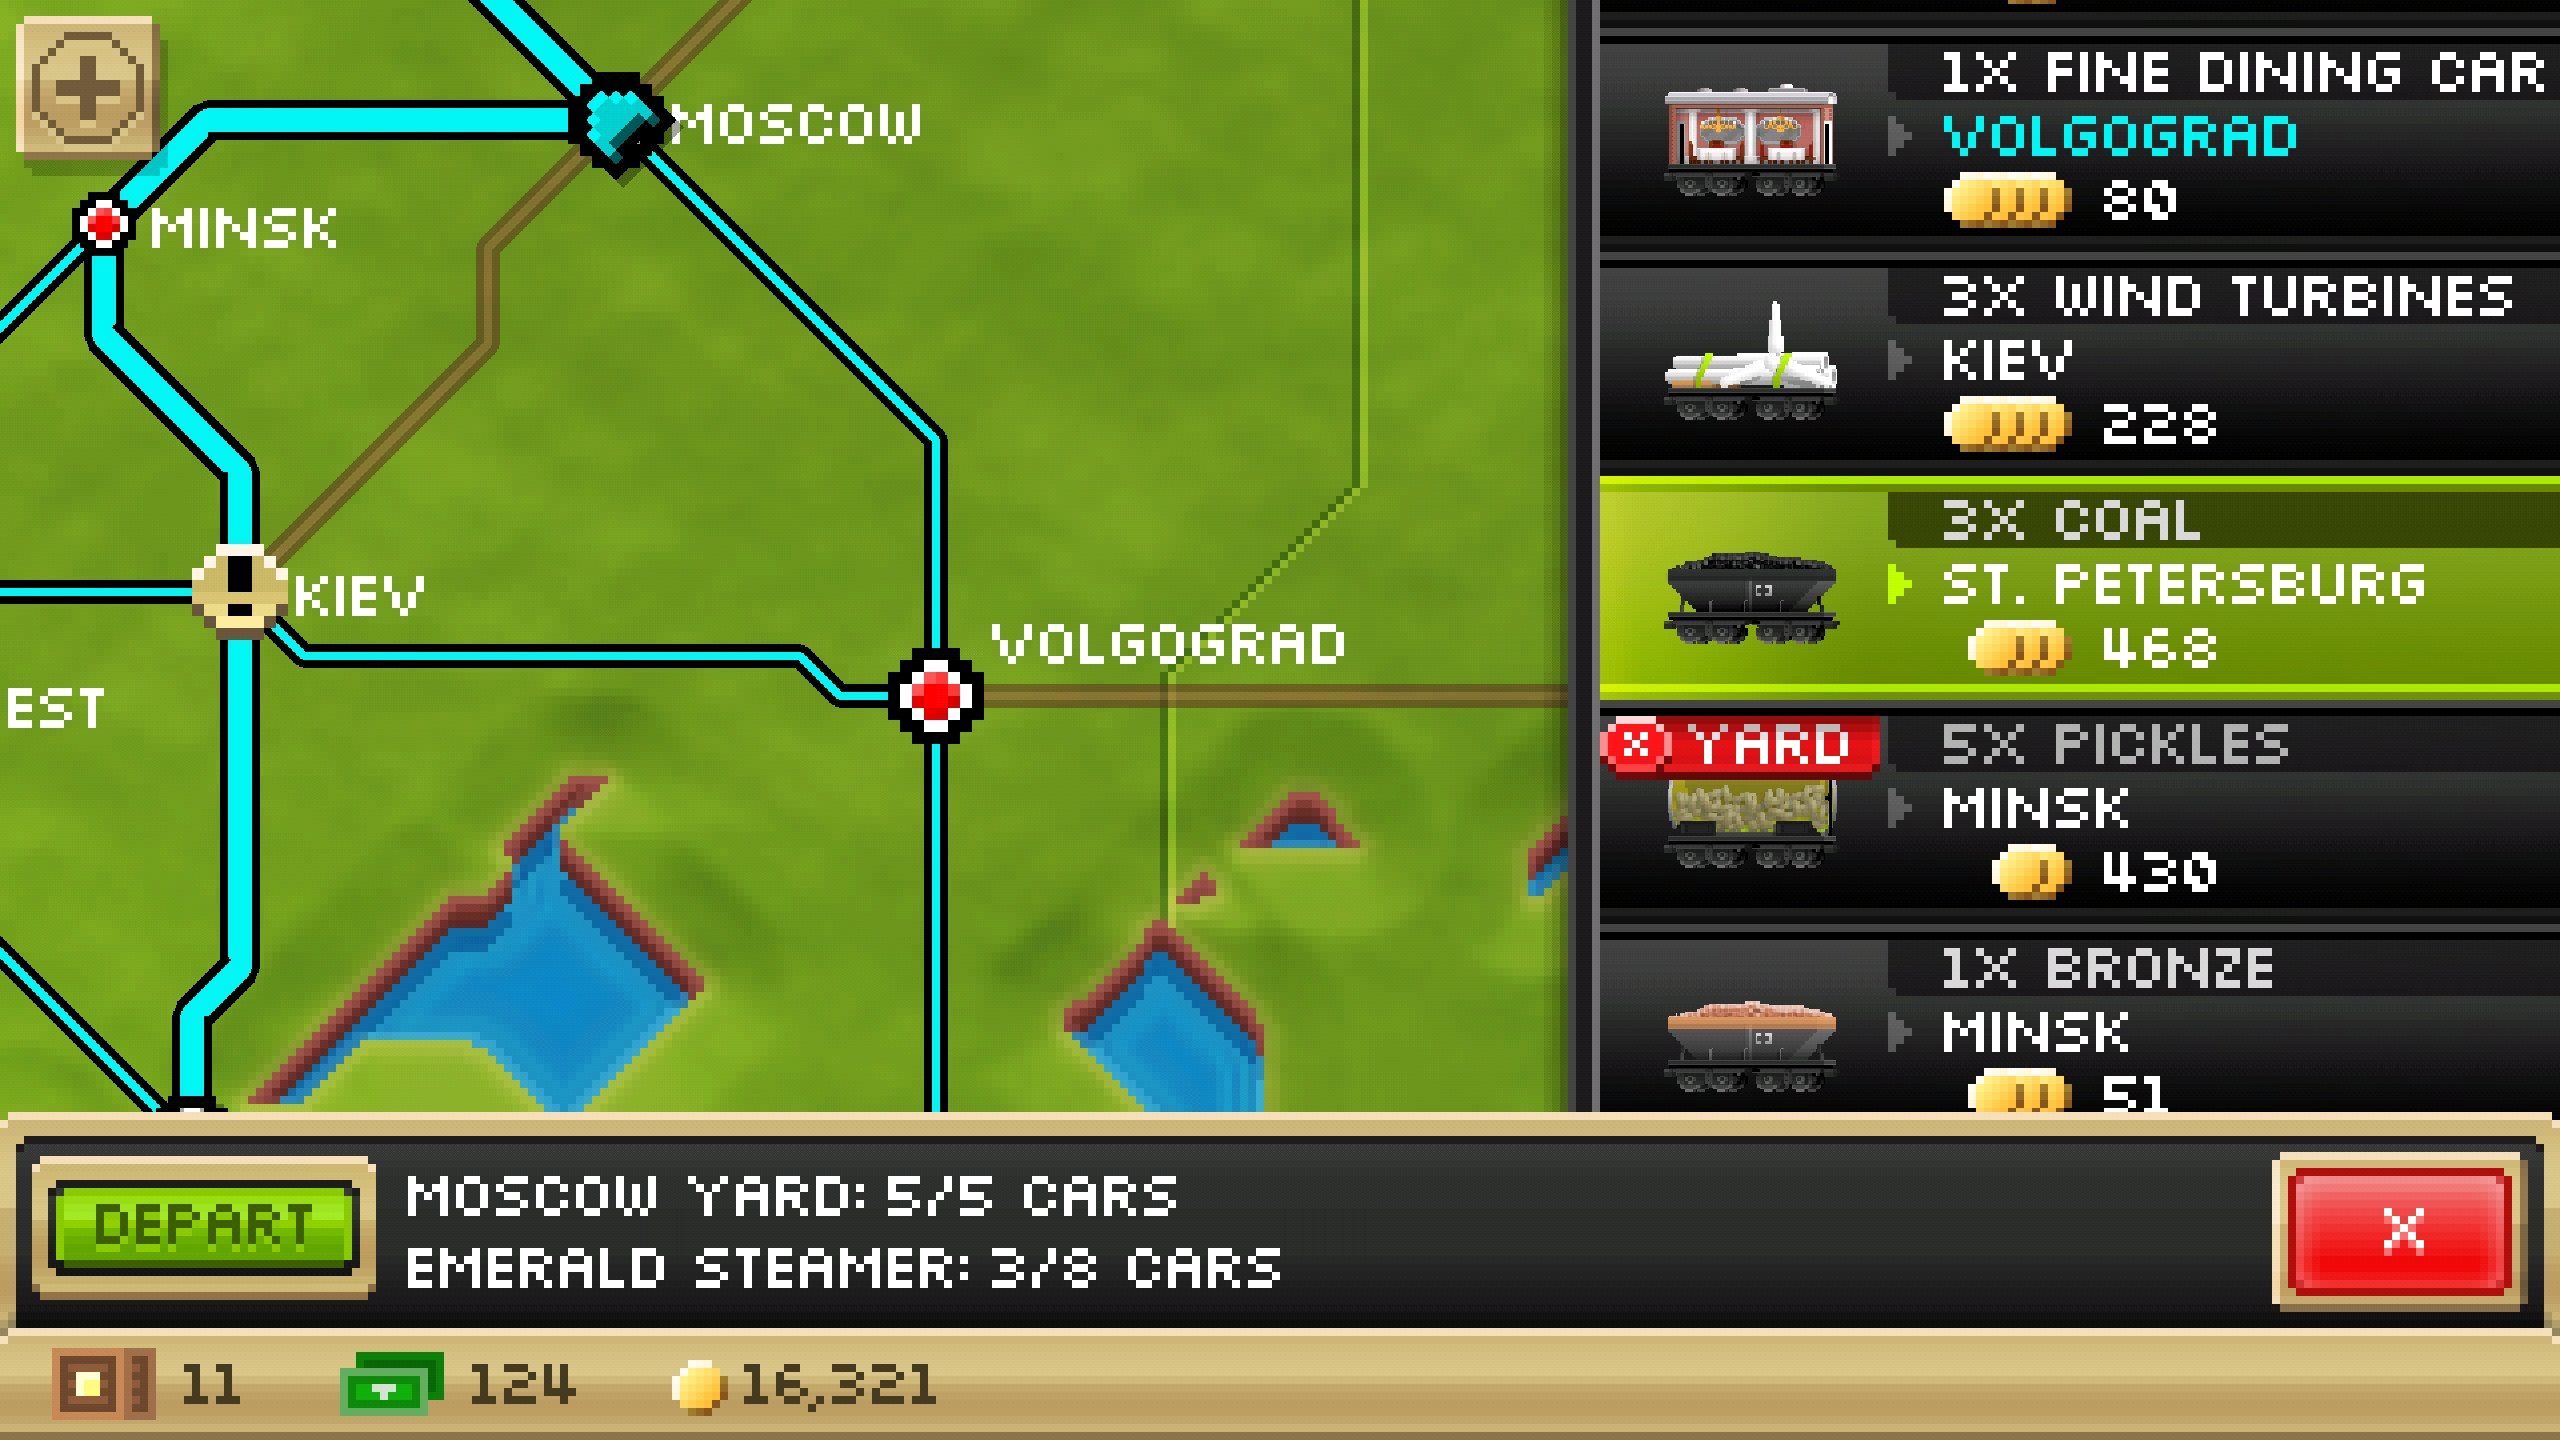 MOSCOW
MINSK
KIEV
VOLGOGRAD
EST
1X FINE DINING CAR
VOLGOGRAD
80
3X WIND TURBINES
KIEV
228
3X COAL
ST. PETERSBURG
468
YARD
5X PICKLES
MINSK
430
1X BRONZE
MINSK
51
DEPART
MOSCOW YARD: 5/5 CARS
EMERALD STEAMER: 3/8 CARS
X
11
124
16,321